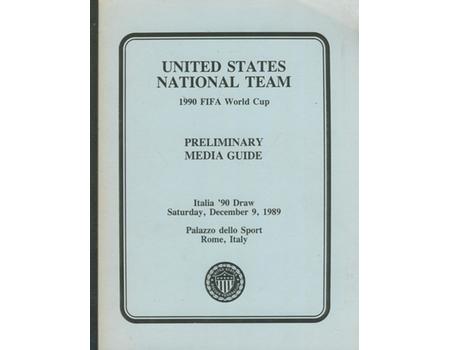 UNITED STATES
NATIONAL TEAM
1990 FIFA World Cup
PRELIMINARY
MEDIA GUIDE
Italia '90 Draw
Saturday, December 9, 1989
Palazzo dello Sport
Rome, Italy